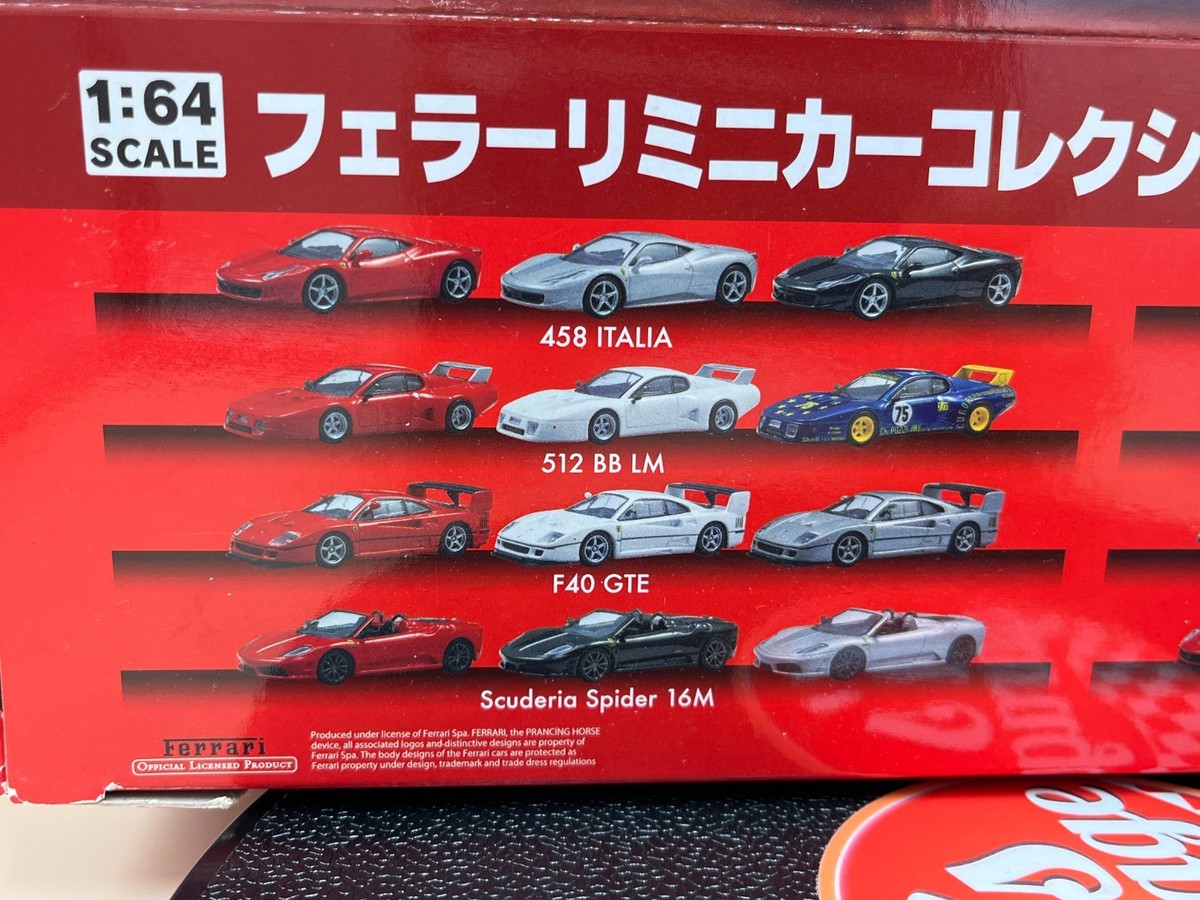 1:64
SCALE
フェラーリミニカーコレクシ
458 ITALIA
75
512 BB LM
F40 GTE
Scuderia Spider 16M
Ferrari
OFFICIAL LICENSED PRODUCT
Produced under license of Ferrari Spa. FERRARI, the PRANCING HORSE
device, all associated logos and distinctive designs are property of
Ferrari Spa. The body designs of the Ferrari cars are protected as
Ferrari property under design, trademark and trade dress regulations